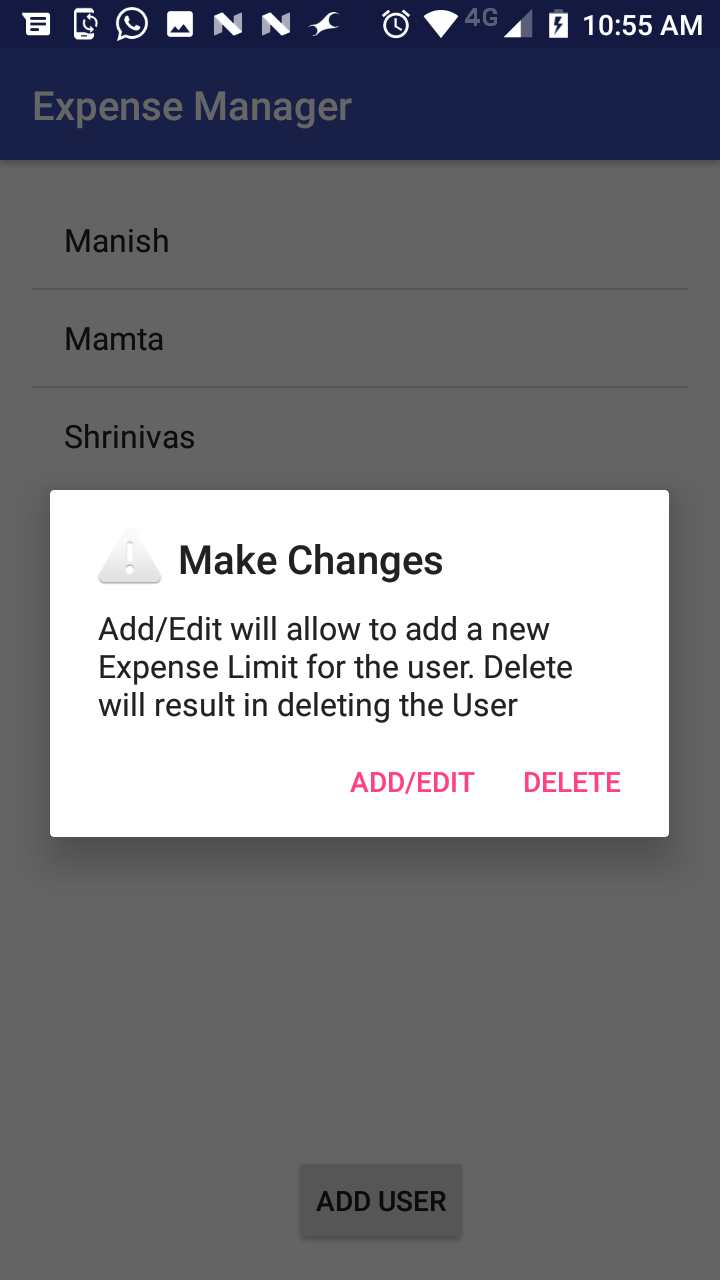 4G 10:55 AM
Expense Manager
Manish
Mamta
Shrinivas
Make Changes
Add/Edit will allow to add a new
Expense Limit for the user. Delete
will result in deleting the User
ADD/EDIT DELETE
ADD USER